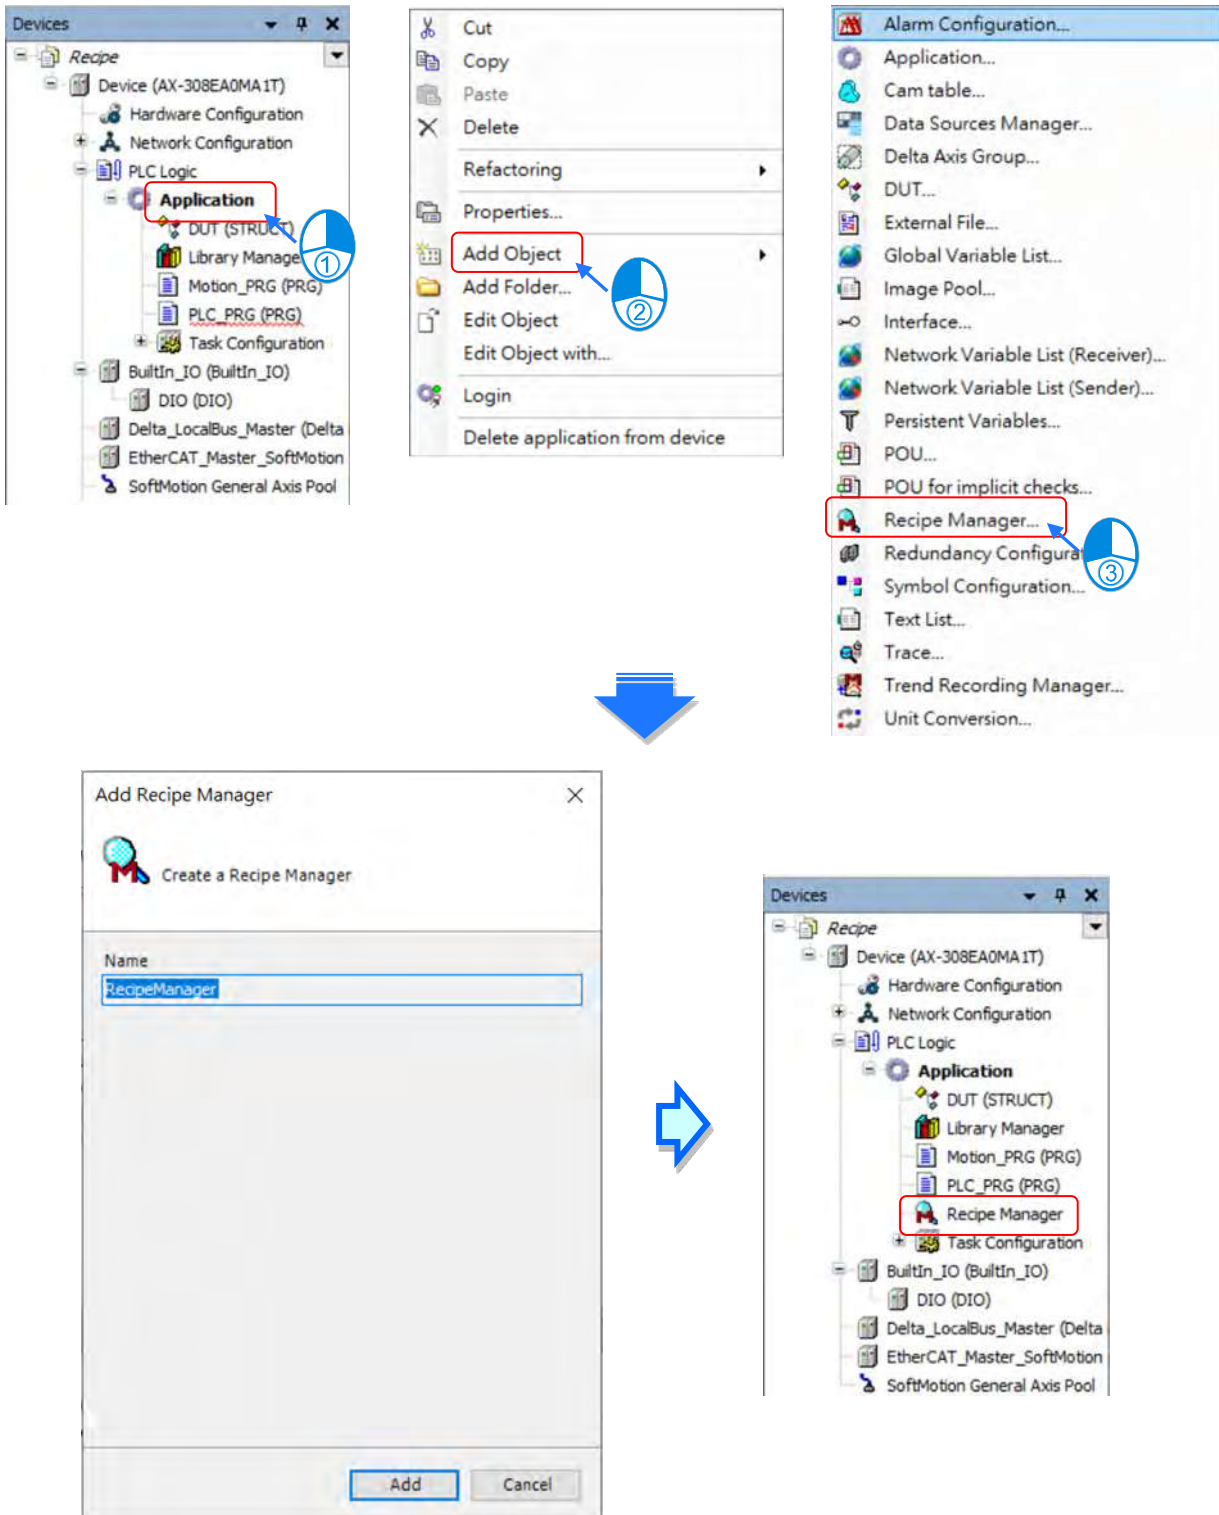 Devices
Recipe
Device (AX-308EA0MA1T)
Hardware Configuration
Network Configuration
PLC Logic
Application
DUT (STRUCT)
Library Manage
Motion_PRG (PRG)
PLC_PRG (PRG)
Task Configuration
BuiltIn_IO (BuiltIn_IO)
DIO (DIO)
Delta_LocalBus_Master (Delta
EtherCAT_Master_SoftMotion
SoftMotion General Axis Pool
①
Cut
Copy
Paste
Delete
Refactoring
Properties...
Add Object
Add Folder...
Edit Object
Edit Object with...
Login
Delete application from device
②
Alarm Configuration...
Application...
Cam table...
Data Sources Manager...
Delta Axis Group...
DUT...
External File...
Global Variable List...
Image Pool...
Interface...
Network Variable List (Receiver)...
Network Variable List (Sender)...
Persistent Variables...
POU...
POU for implicit checks...
Recipe Manager...
Redundancy Configurat
Symbol Configuration...
Text List...
Trace...
Trend Recording Manager...
Unit Conversion...
③
Add Recipe Manager
Create a Recipe Manager
Name
RecipeManager
Add
Cancel
Devices
Recipe
Device (AX-308EA0MA1T)
Hardware Configuration
Network Configuration
PLC Logic
Application
DUT (STRUCT)
Library Manager
Motion_PRG (PRG)
PLC_PRG (PRG)
Recipe Manager
Task Configuration
BuiltIn_IO (BuiltIn_IO)
DIO (DIO)
Delta_LocalBus_Master (Delta
EtherCAT_Master_SoftMotion
SoftMotion General Axis Pool